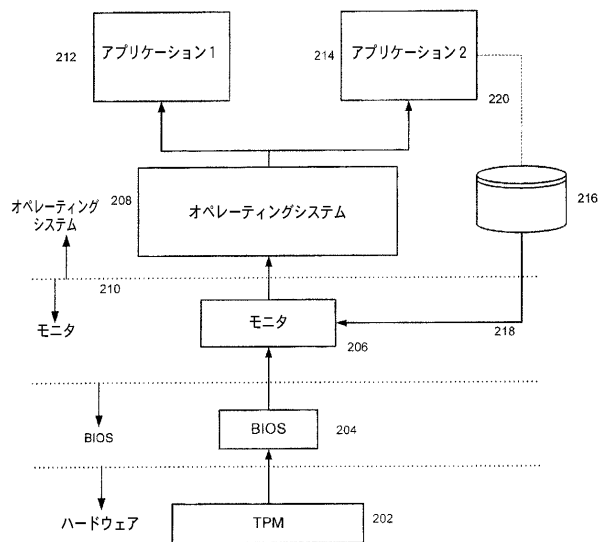 212
アプリケーション1
214
アプリケーション2
220
208
オペレーティングシステム
216
オペレーティング
システム
210
モニタ
モニタ
206
218
BIOS
BIOS
204
ハードウェア
TPM
202